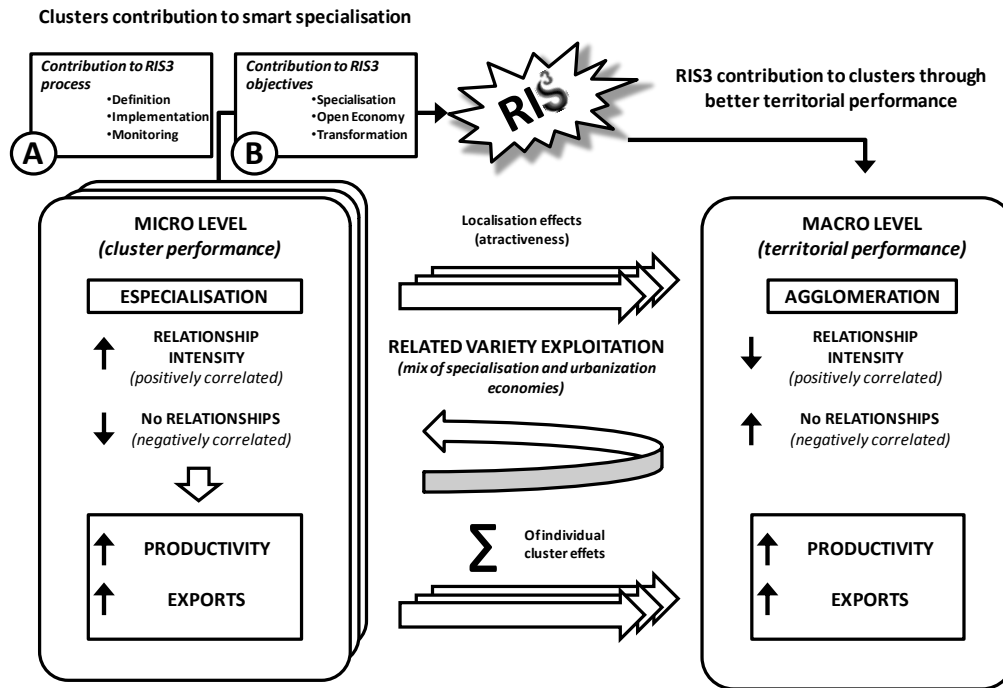 Clusters contribution to smart specialisation
Contribution to RIS3
process
•Definition
•Implementation
•Monitoring
A
Contribution to RIS3
objectives
•Specialisation
•Open Economy
•Transformation
B
RIS3
RIS3 contribution to clusters through
better territorial performance
MICRO LEVEL
(cluster performance)
ESPECIALISATION
RELATIONSHIP
INTENSITY
(positively correlated)
No RELATIONSHIPS
(negatively correlated)
PRODUCTIVITY
EXPORTS
Localisation effects
(atractiveness)
RELATED VARIETY EXPLOITATION
(mix of specialisation and urbanization
economies)
Σ
Of individual
cluster effets
MACRO LEVEL
(territorial performance)
AGGLOMERATION
RELATIONSHIP
INTENSITY
(positively correlated)
No RELATIONSHIPS
(negatively correlated)
PRODUCTIVITY
EXPORTS